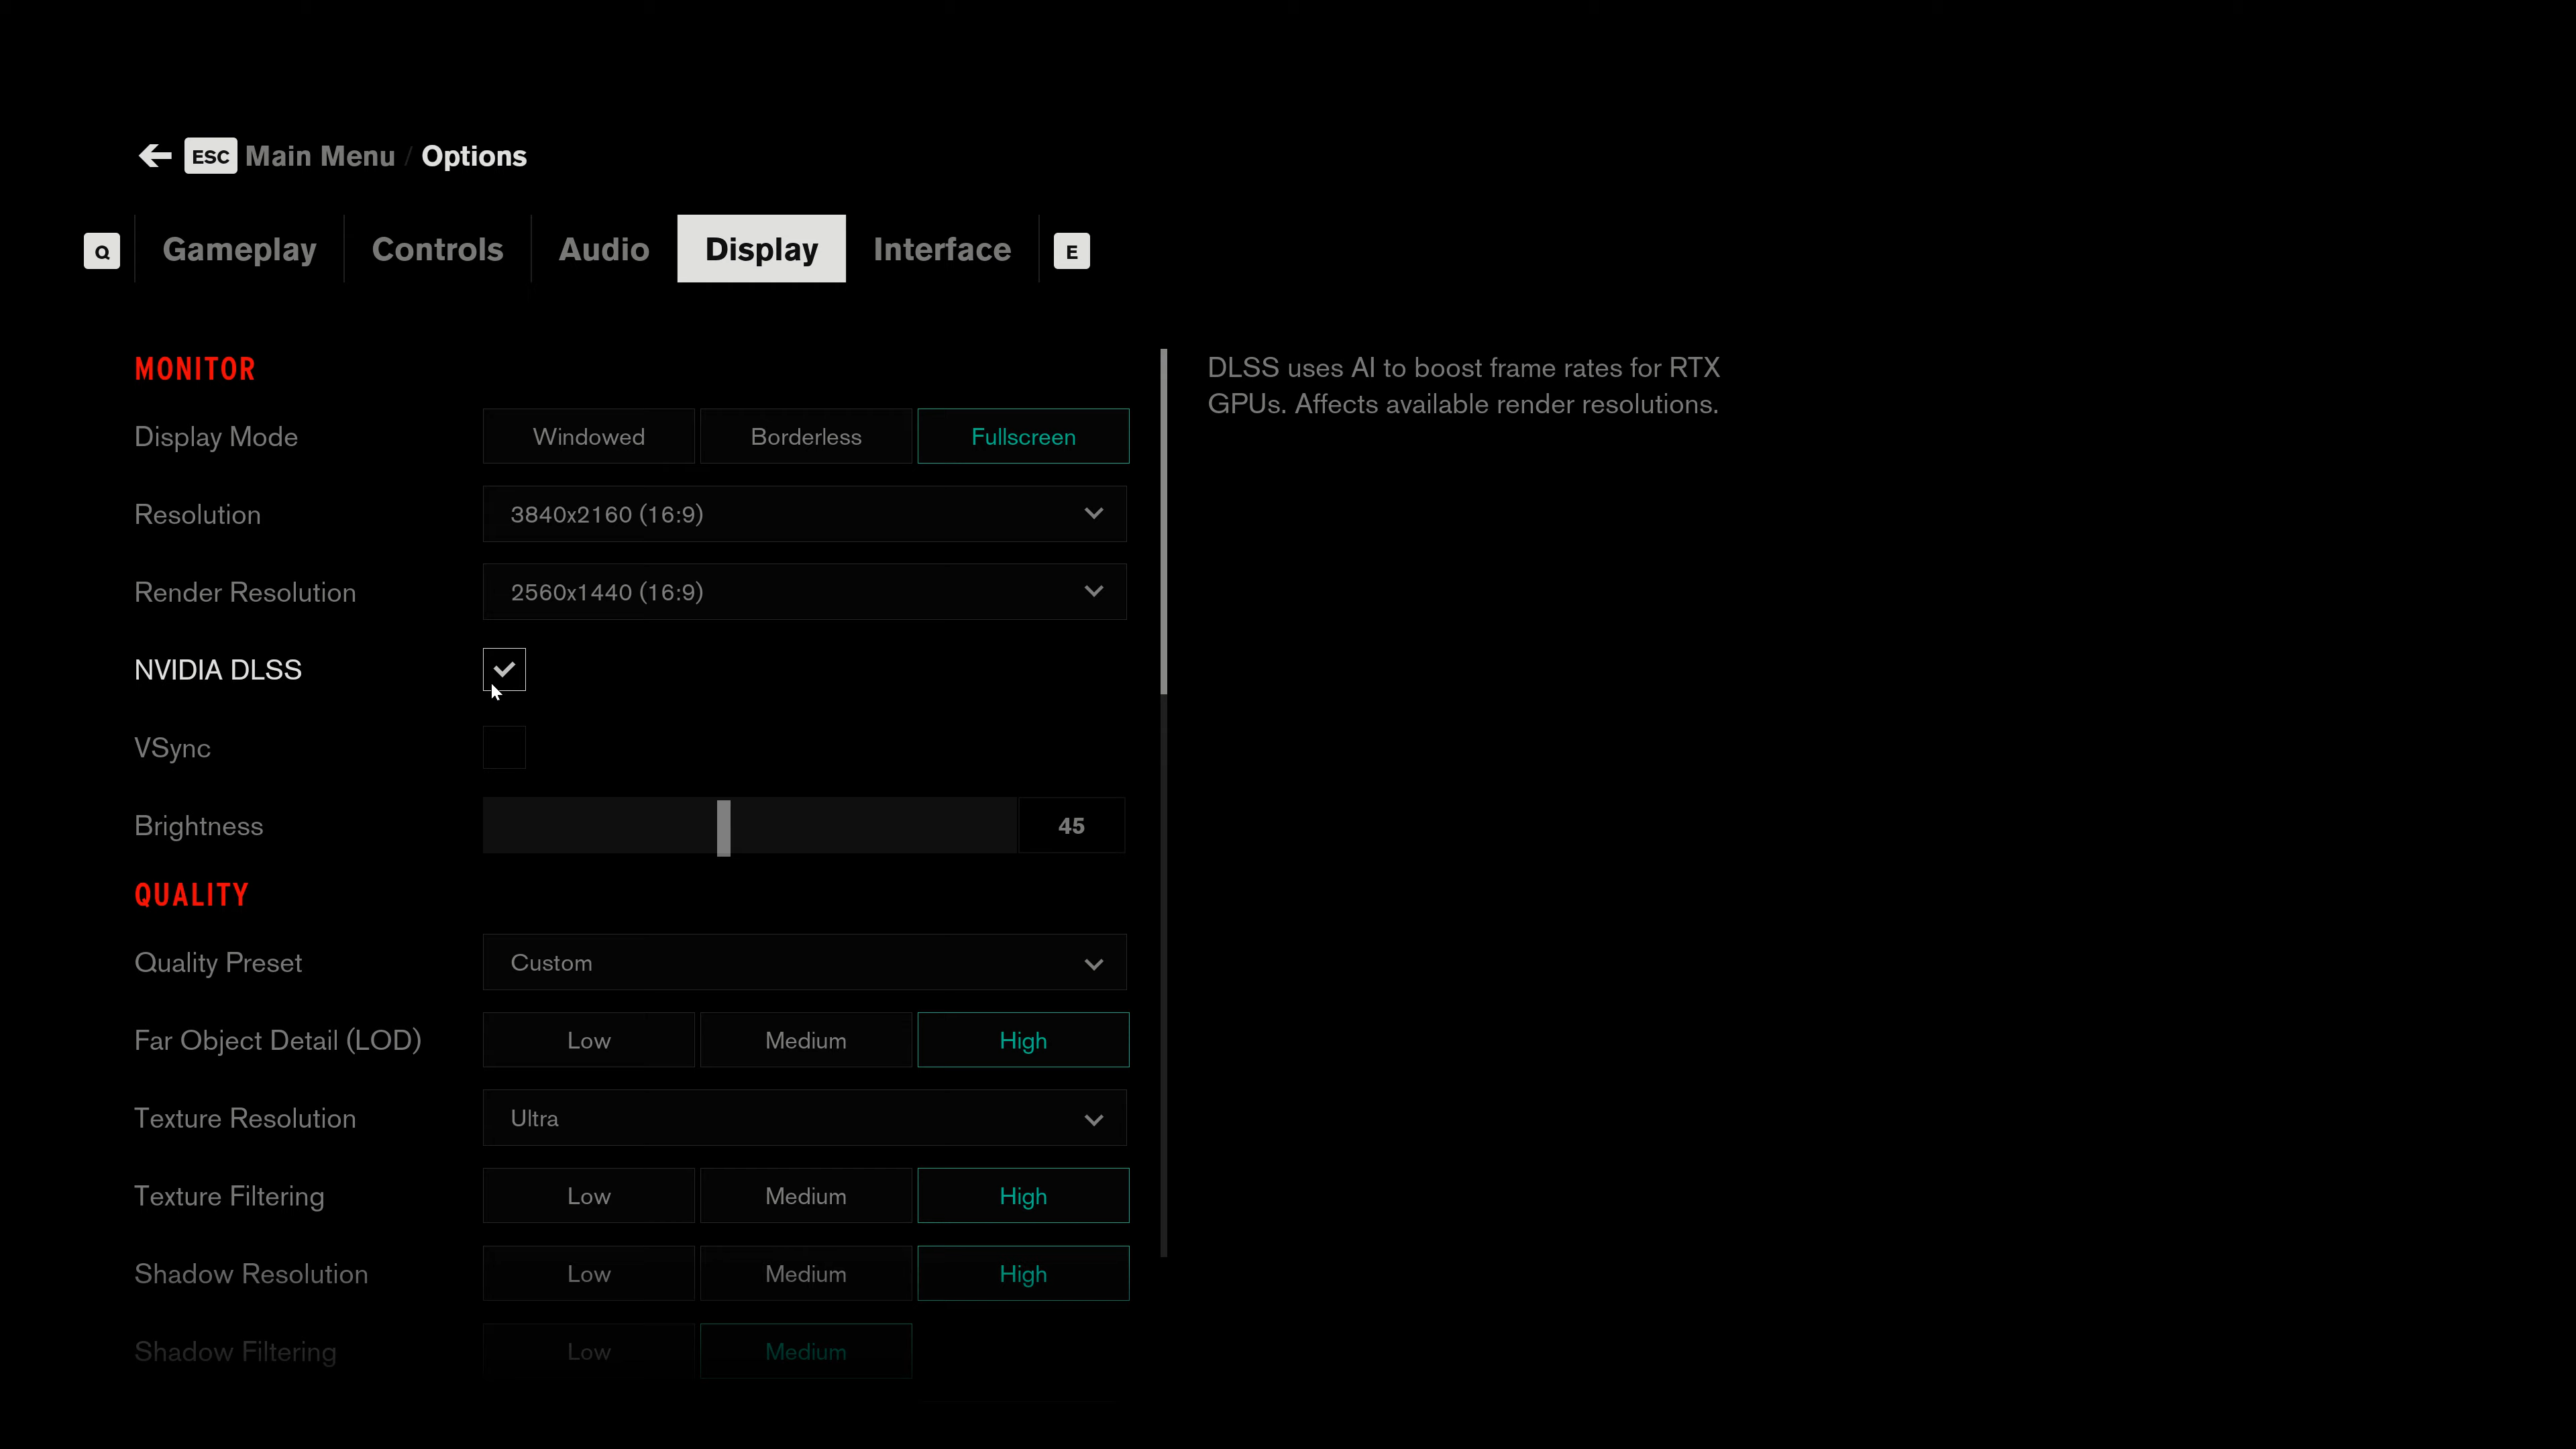 ESC Main Menu / Options
Q Gameplay Controls Audio Display Interface E
MONITOR
Display Mode Windowed Borderless Fullscreen
Resolution 3840x2160 (16:9)
Render Resolution 2560x1440 (16:9)
NVIDIA DLSS
VSync
Brightness 45
QUALITY
Quality Preset Custom
Far Object Detail (LOD) Low Medium High
Texture Resolution Ultra
Texture Filtering Low Medium High
Shadow Resolution Low Medium High
Shadow Filtering Low Medium
DLSS uses AI to boost frame rates for RTX
GPUs. Affects available render resolutions.